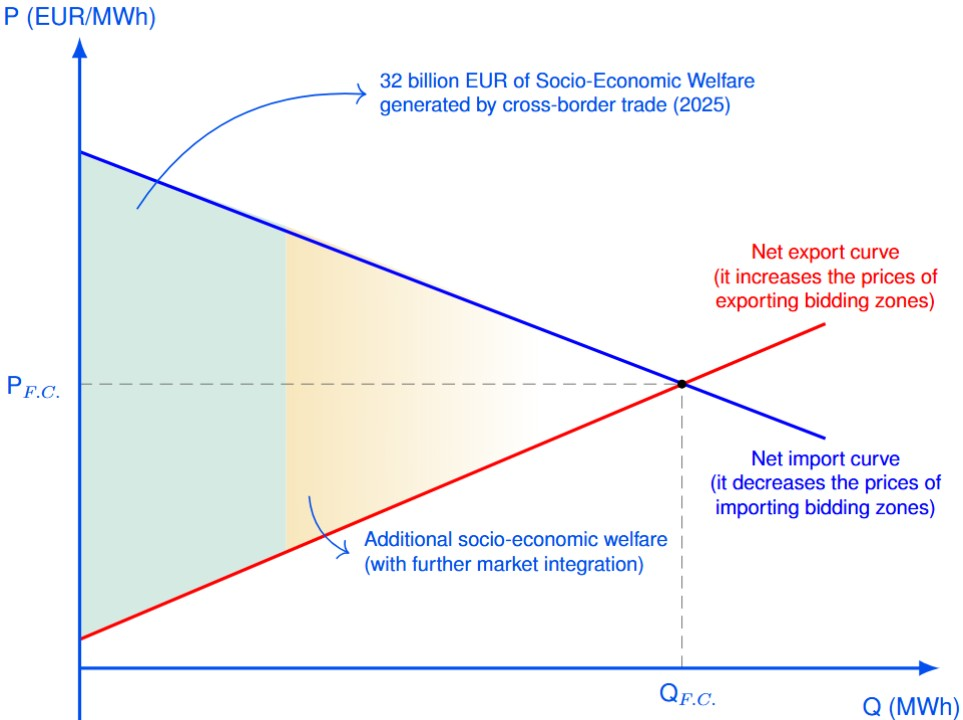 P (EUR/MWh)
32 billion EUR of Socio-Economic Welfare
generated by cross-border trade (2025)
Net export curve
(it increases the prices of
exporting bidding zones)
P_F.C.
Net import curve
(it decreases the prices of
importing bidding zones)
Additional socio-economic welfare
(with further market integration)
Q_F.C.
Q (MWh)